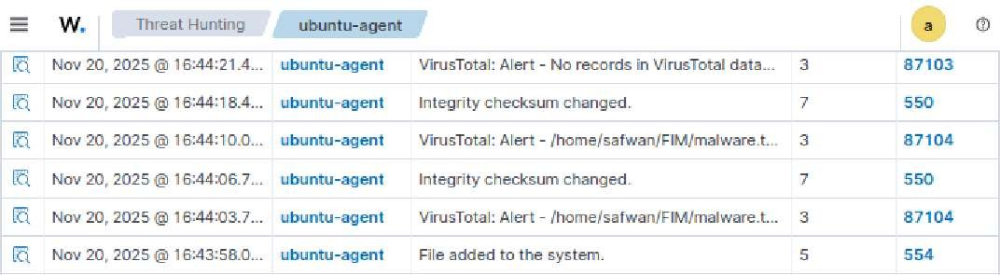 W. Threat Hunting ubuntu-agent a
Nov 20, 2025 @ 16:44:21.4... ubuntu-agent VirusTotal: Alert - No records in VirusTotal data... 3 87103
Nov 20, 2025 @ 16:44:18.4... ubuntu-agent Integrity checksum changed. 7 550
Nov 20, 2025 @ 16:44:10.0... ubuntu-agent VirusTotal: Alert - /home/safwan/FIM/malware.t... 3 87104
Nov 20, 2025 @ 16:44:06.7... ubuntu-agent Integrity checksum changed. 7 550
Nov 20, 2025 @ 16:44:03.7... ubuntu-agent VirusTotal: Alert - /home/safwan/FIM/malware.t... 3 87104
Nov 20, 2025 @ 16:43:58.0... ubuntu-agent File added to the system. 5 554